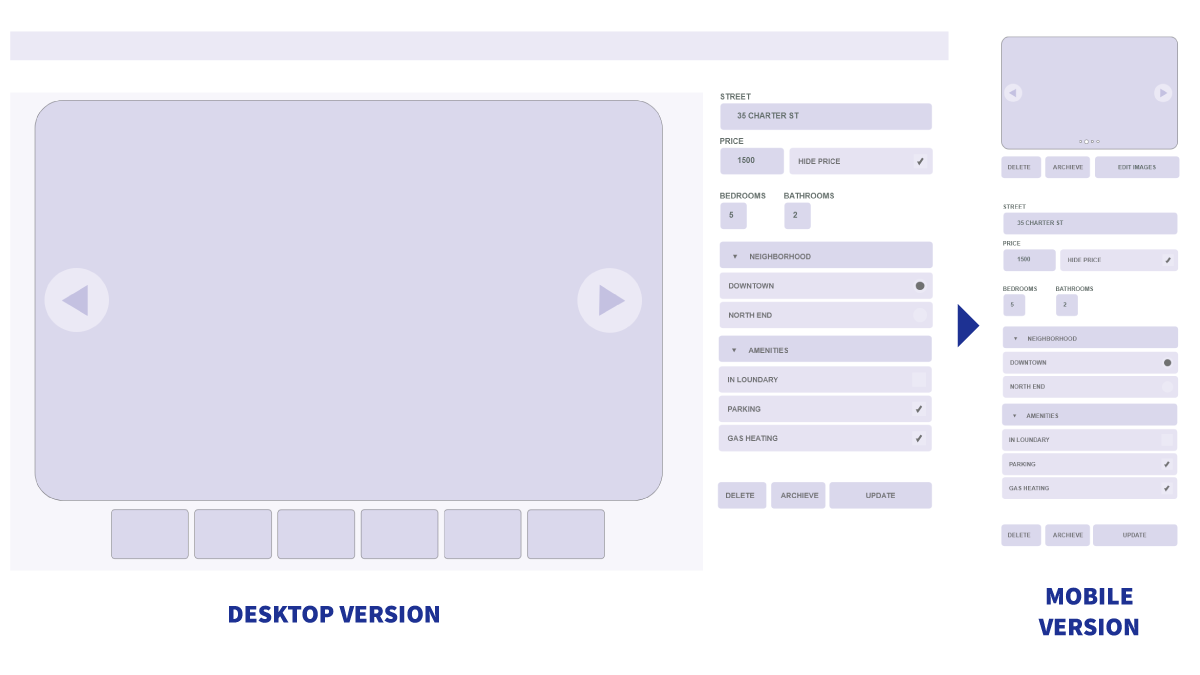 STREET
35 CHARTER ST
PRICE
1500 HIDE PRICE
BEDROOMS BATHROOMS
5 2
NEIGHBORHOOD
DOWNTOWN
NORTH END
AMENITIES
IN LOUNDARY
PARKING
GAS HEATING
DELETE ARCHIEVE UPDATE
DESKTOP VERSION
DELETE ARCHIEVE EDIT IMAGES
STREET
35 CHARTER ST
PRICE
1500 HIDE PRICE
BEDROOMS BATHROOMS
5 2
NEIGHBORHOOD
DOWNTOWN
NORTH END
AMENITIES
IN LOUNDARY
PARKING
GAS HEATING
DELETE ARCHIEVE UPDATE
MOBILE
VERSION